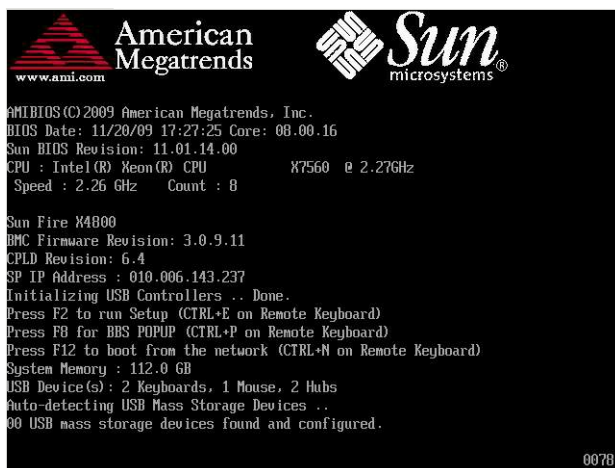 American
Megatrends
www.ami.com
Sun®
microsystems
AMIBIOS(C)2009 American Megatrends, Inc.
BIOS Date: 11/20/09 17:27:25 Core: 08.00.16
Sun BIOS Revision: 11.01.14.00
CPU : Intel(R) Xeon(R) CPU X7560 @ 2.27GHz
Speed : 2.26 GHz Count : 8
Sun Fire X4800
BMC Firmware Revision: 3.0.9.11
CPLD Revision: 6.4
SP IP Address : 010.006.143.237
Initializing USB Controllers .. Done.
Press F2 to run Setup (CTRL+E on Remote Keyboard)
Press F8 for BBS POPUP (CTRL+P on Remote Keyboard)
Press F12 to boot from the network (CTRL+N on Remote Keyboard)
System Memory : 112.0 GB
USB Device(s): 2 Keyboards, 1 Mouse, 2 Hubs
Auto-detecting USB Mass Storage Devices ..
00 USB mass storage devices found and configured.
0078